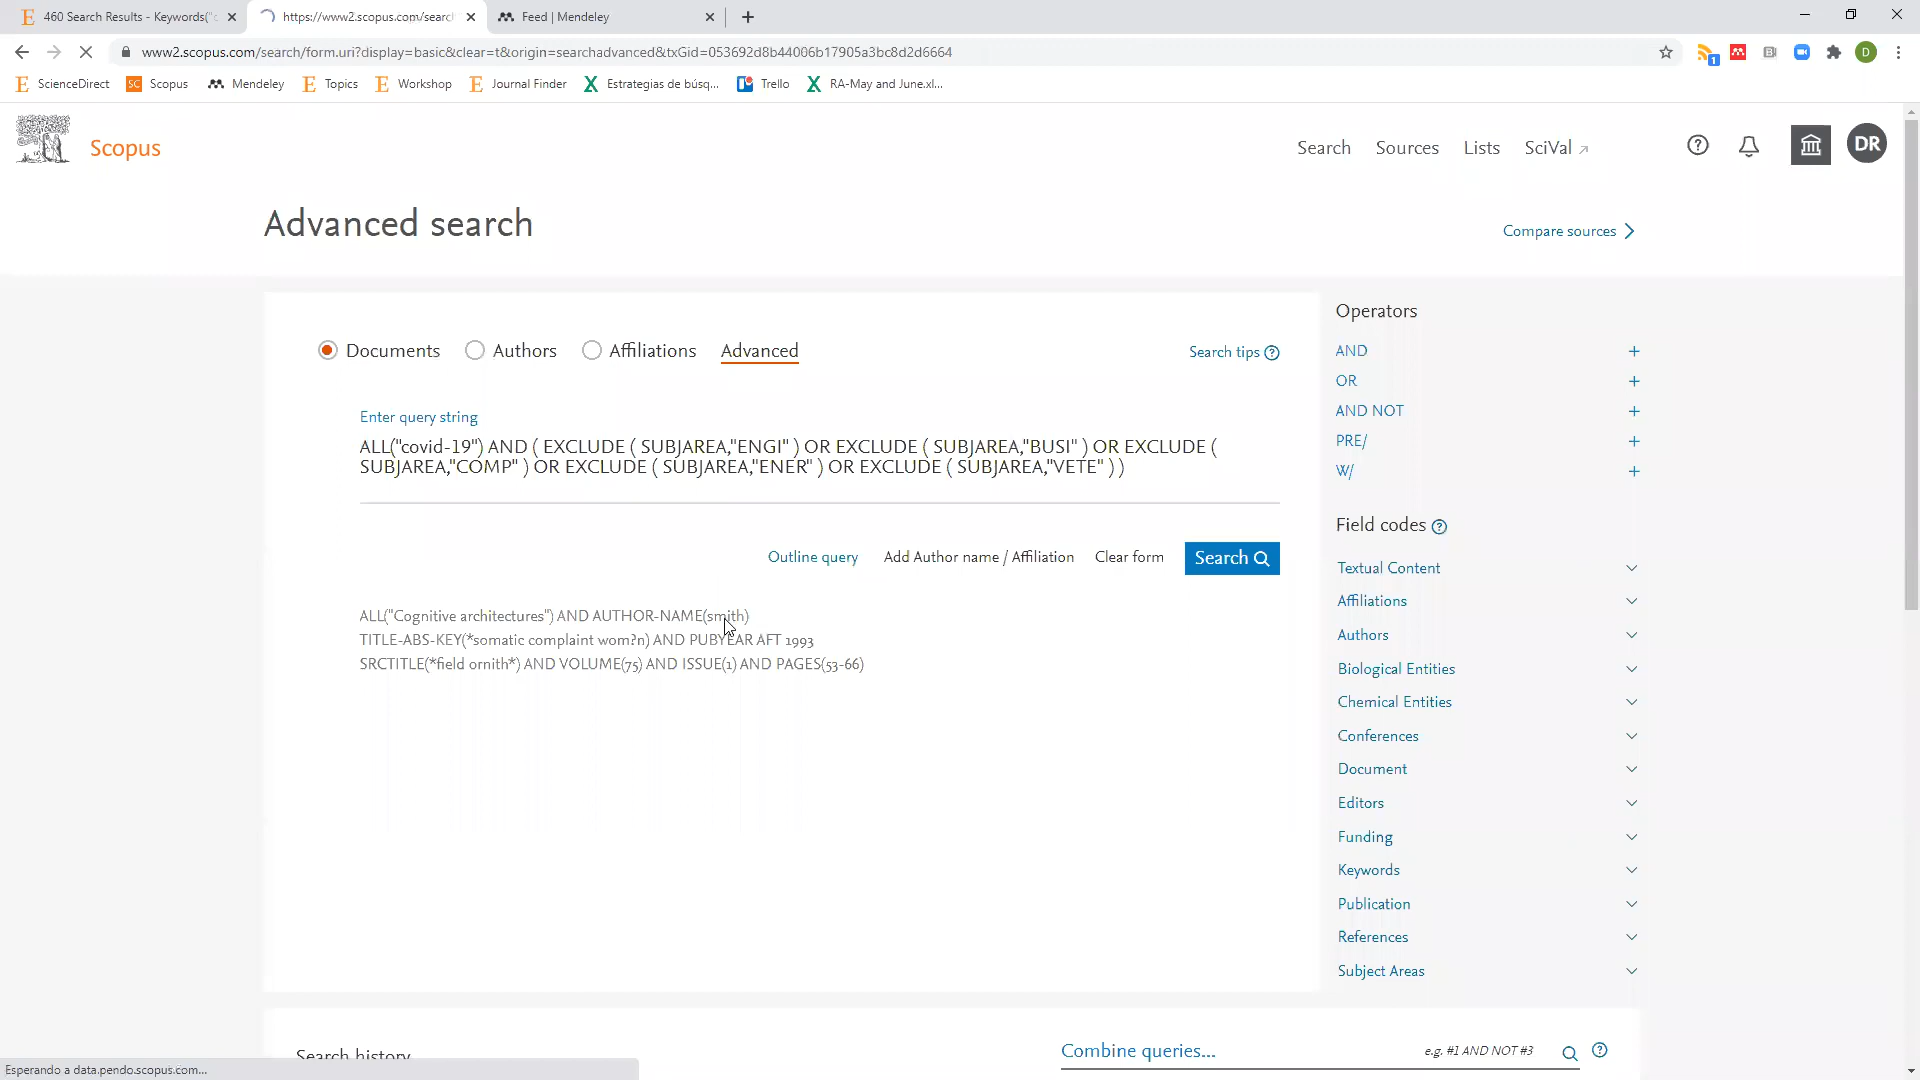 460 Search Results - Keywords("c
https://www2.scopus.com/search
Feed | Mendeley
www2.scopus.com/search/form.uri?display=basic&clear=t&origin=searchadvanced&txGid=053692d8b44006b17905a3bc8d2d6664
1
D
ScienceDirect
SC Scopus
Mendeley
Topics
Workshop
Journal Finder
Estrategias de búsq...
Trello
RA-May and June.xl...
Scopus
Search
Sources
Lists
SciVal
DR
Advanced search
Compare sources
Documents
Authors
Affiliations
Advanced
Search tips
Enter query string
ALL("covid-19") AND ( EXCLUDE ( SUBJAREA,"ENGI" ) OR EXCLUDE ( SUBJAREA,"BUSI" ) OR EXCLUDE (
SUBJAREA,"COMP" ) OR EXCLUDE ( SUBJAREA,"ENER" ) OR EXCLUDE ( SUBJAREA,"VETE" ) )
Outline query
Add Author name / Affiliation
Clear form
Search
ALL("Cognitive architectures") AND AUTHOR-NAME(smith)
TITLE-ABS-KEY(*somatic complaint wom?n) AND PUBYEAR AFT 1993
SRCTITLE(*field ornith*) AND VOLUME(75) AND ISSUE(1) AND PAGES(53-66)
Operators
AND
OR
AND NOT
PRE/
W/
Field codes
Textual Content
Affiliations
Authors
Biological Entities
Chemical Entities
Conferences
Document
Editors
Funding
Keywords
Publication
References
Subject Areas
Search history
Combine queries...
e.g. #1 AND NOT #3
Esperando a data.pendo.scopus.com...